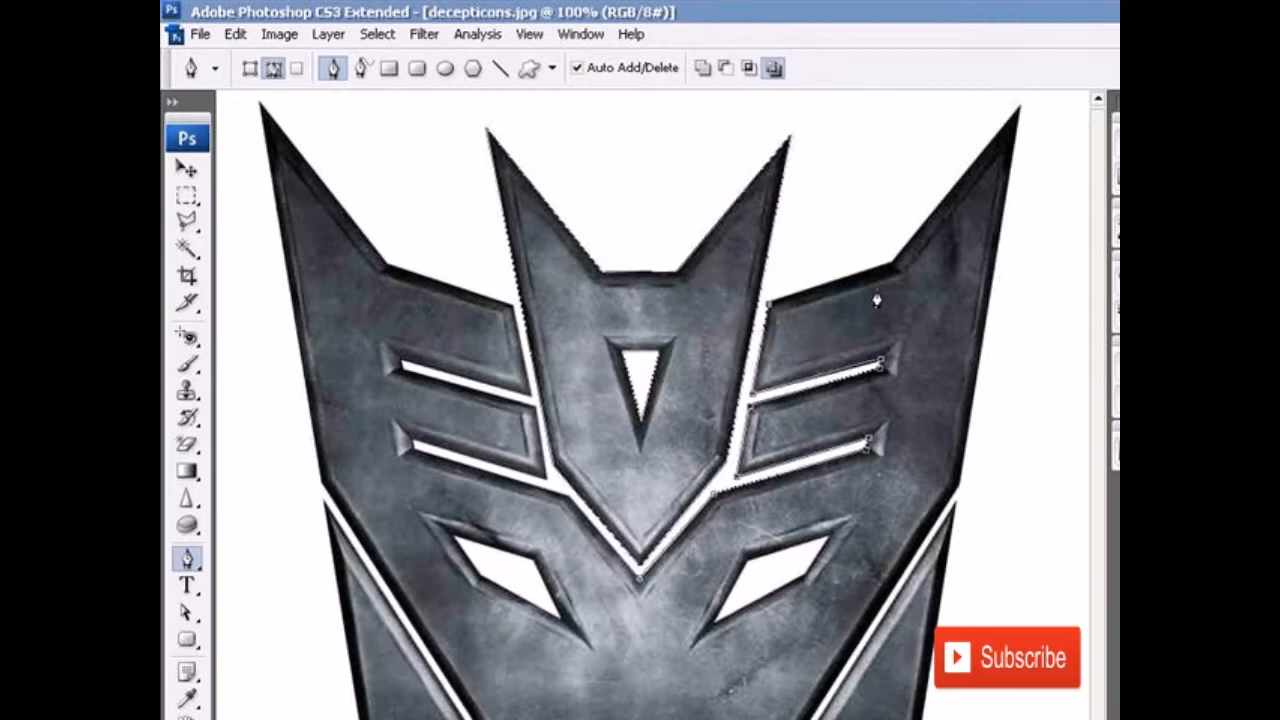 Adobe Photoshop CS3 Extended - [decepticons.jpg @ 100% (RGB/8#)]
File Edit Image Layer Select Filter Analysis View Window Help
Auto Add/Delete
Ps
Subscribe